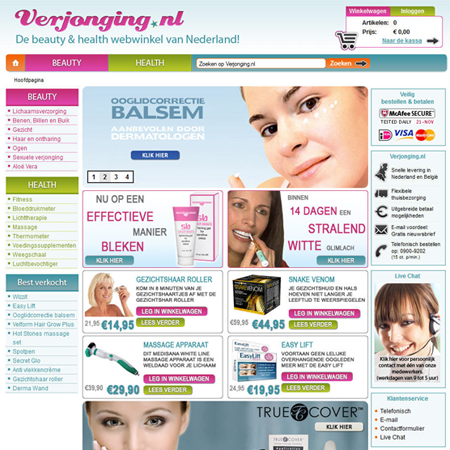 Verjonging.nl
De beauty & health webwinkel van Nederland!
Winkelwagen
Inloggen
Artikelen: 0
Prijs: € 0,00
Naar de kassa
BEAUTY
HEALTH
Zoeken op Verjonging.nl
Zoeken
Hoofdpagina
BEAUTY
Lichaamsverzorging
Benen, Billen en Buik
Gezicht
Haar en ontharing
Ogen
Sexuele verjonging
Aloë Vera
HEALTH
Fitness
Bloeddrukmeter
Lichttherapie
Massage
Thermometer
Voedingssupplementen
Weegschaal
Luchtbevochtiger
Best verkocht
Wizzit
Easy Lift
Ooglidcorrectie balsem
Velform Hair Grow Plus
Hot Stones massage
set
Spotpen
Secret Glo
Anti vlekkencrème
Gezichtshaar roller
Derma Wand
OOGLIDCORRECTIE
BALSEM
AANBEVOLEN DOOR
DERMATOLOGEN
KLIK HIER
1 2 3 4
NU OP EEN
EFFECTIEVE
MANIER
BLEKEN
KLIK HIER
BINNEN
14 DAGEN EEN
STRALEND
WITTE GLIMLACH
KLIK HIER
GEZICHTSHAAR ROLLER
KOM IN 8 MINUTEN VAN JE
GEZICHTSHAARTJES AF MET DE
GEZICHTSHAAR ROLLER
LEG IN WINKELWAGEN
LEES VERDER
21,95 €14,95
SNAKE VENOM
JE GEZICHTSHUID EN HALS
HOEVEN NIET LANGER JE
LEEFTIJD TE WEERSPIEGELEN
LEG IN WINKELWAGEN
LEES VERDER
59,95 €44,95
MASSAGE APPARAAT
DIT MEDISANA WHITE LINE
MASSAGE APPARAAT IS EEN
WELDAAD VOOR JE LICHAAM
LEG IN WINKELWAGEN
LEES VERDER
€39,90 €29,90
EASY LIFT
VOORTAAN GEEN LELIJKE
OVERHANGENDE OOGLEDEN
MEER MET DE EASY LIFT
LEG IN WINKELWAGEN
LEES VERDER
24,95 €19,95
TRUE COVER
KLIK HIER
Veilig
bestellen & betalen
McAfee SECURE
TESTED DAILY 21-NOV
VISA
Verjonging.nl
Snelle levering
in Nederland
en België
Flexibele
thuisbezorging
Uitgebreide betaal
mogelijkheden
E-mail voordeel:
Gratis nieuwsbrief
Telefonisch bestellen
op: 0900-9202
(15 ct. p/min.)
Live Chat
Klik hier voor persoonlijk
contact met één van onze
medewerkers.
(werkdagen van 9 tot 5 uur)
Klantenservice
Telefonisch
E-mail
Contactformulier
Live Chat